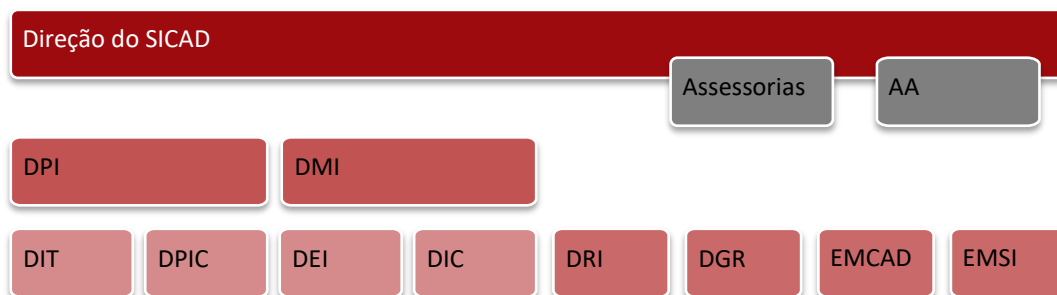 Direção do SICAD
Assessorias
AA
DPI
DMI
DIT
DPIC
DEI
DIC
DRI
DGR
EMCAD
EMSI